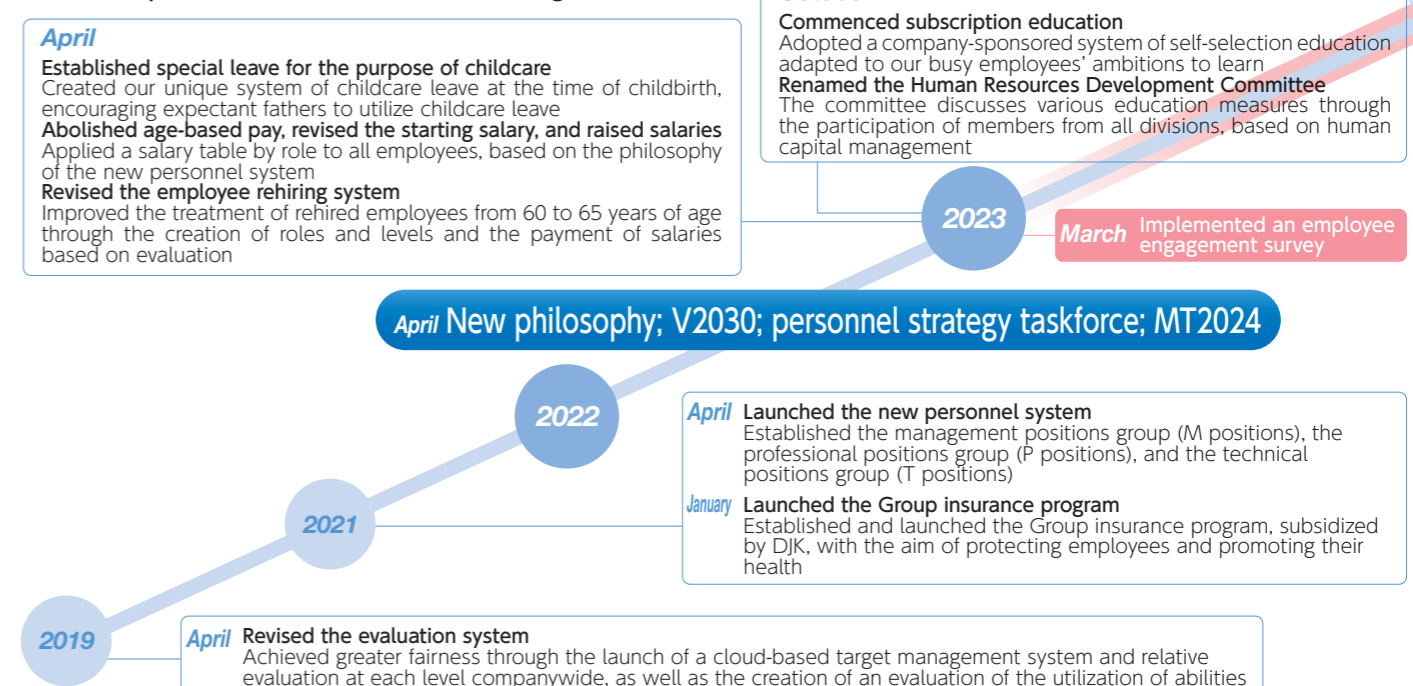 April
Established special leave for the purpose of childcare
Created our unique system of childcare leave at the time of childbirth,
encouraging expectant fathers to utilize childcare leave
Abolished age-based pay, revised the starting salary, and raised salaries
Applied a salary table by role to all employees, based on the philosophy
of the new personnel system
Revised the employee rehiring system
Improved the treatment of rehired employees from 60 to 65 years of age
through the creation of roles and levels and the payment of salaries
based on evaluation
Commenced subscription education
Adopted a company-sponsored system of self-selection education
adapted to our busy employees' ambitions to learn
Renamed the Human Resources Development Committee
The committee discusses various education measures through
the participation of members from all divisions, based on human
capital management
2023
March Implemented an employee
engagement survey
April New philosophy; V2030; personnel strategy taskforce; MT2024
2022
April Launched the new personnel system
Established the management positions group (M positions), the
professional positions group (P positions), and the technical
positions group (T positions)
January Launched the Group insurance program
Established and launched the Group insurance program, subsidized
by DJK, with the aim of protecting employees and promoting their
health
2021
2019
April Revised the evaluation system
Achieved greater fairness through the launch of a cloud-based target management system and relative
evaluation at each level companywide, as well as the creation of an evaluation of the utilization of abilities